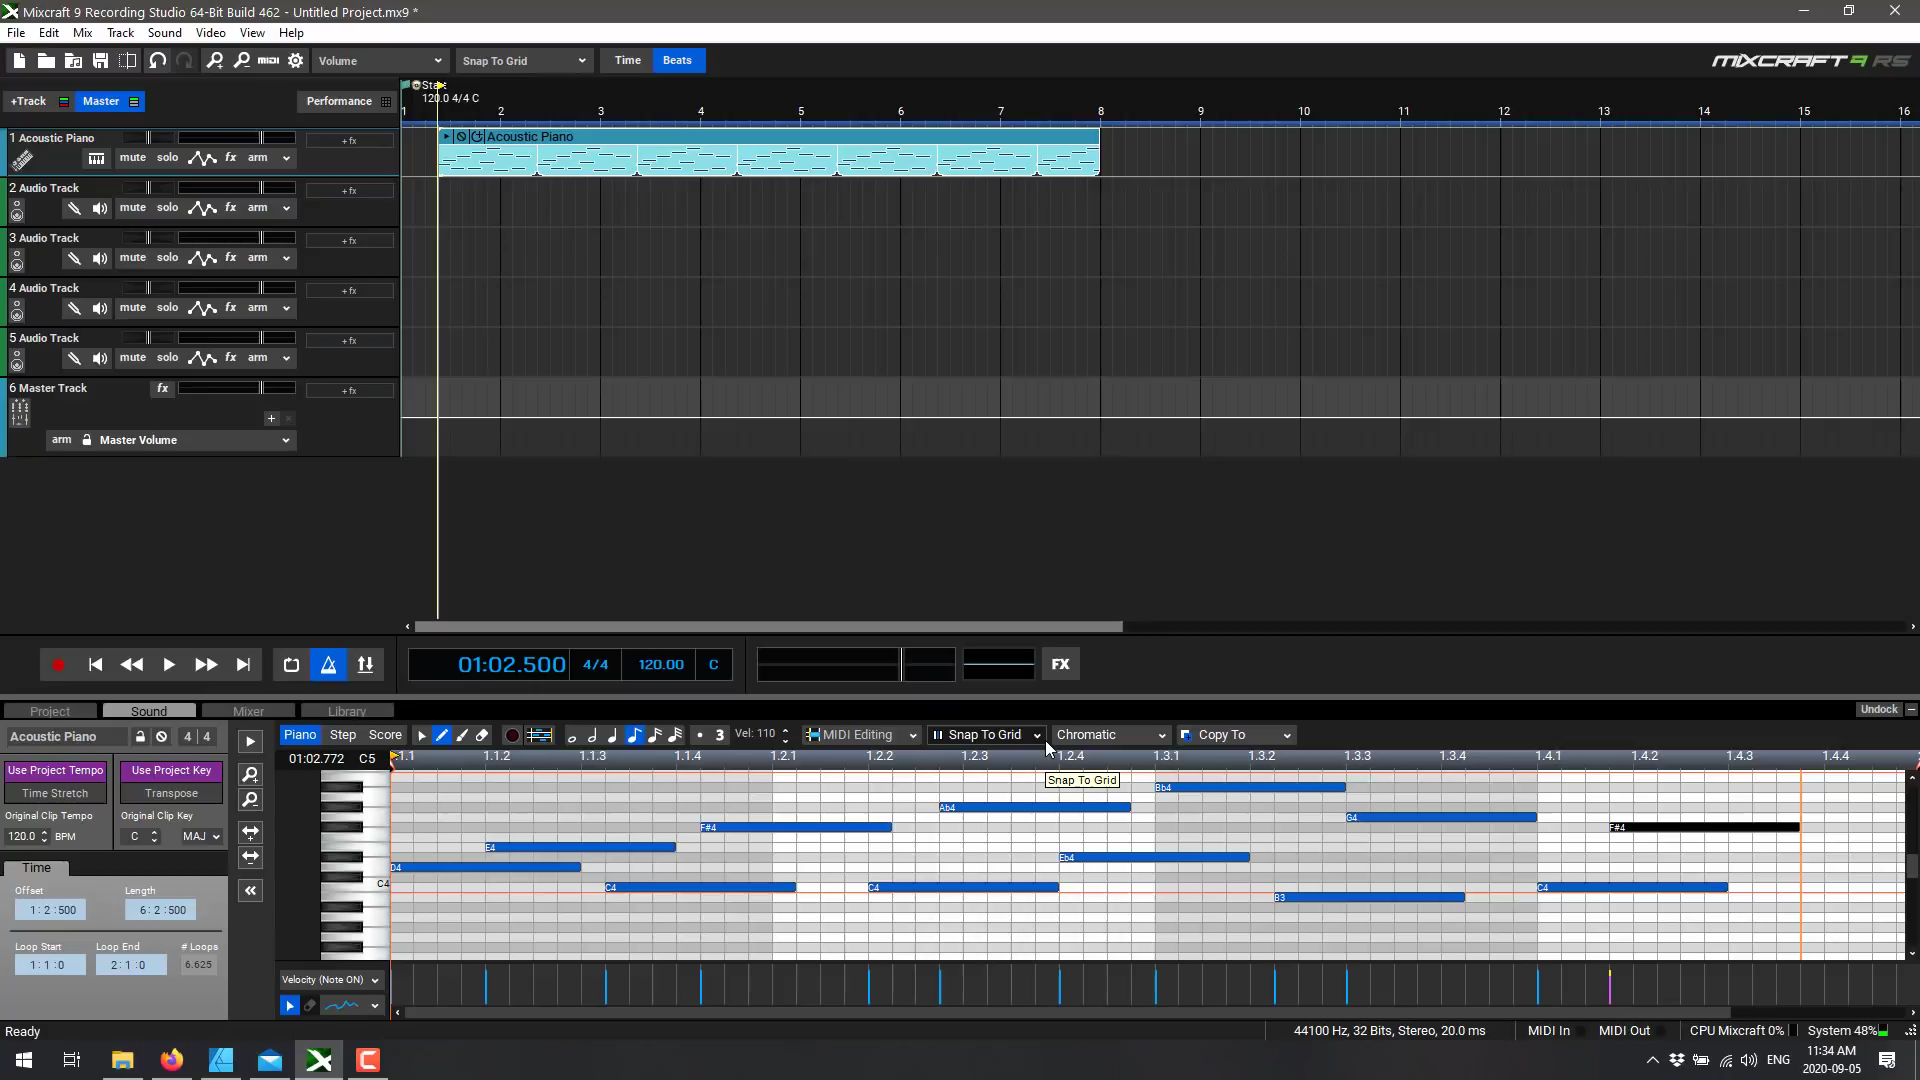 Mixcraft 9 Recording Studio 64-Bit Build 462 - Untitled Project.mx9 *
File Edit Mix Track Sound Video View Help
Volume Snap To Grid Time Beats MIXCRAFT 9 RS
+Track Master Performance
120.0 4/4 C
1 2 3 4 5 6 7 8 9 10 11 12 13 14 15 16
1 Acoustic Piano +fx Acoustic Piano
mute solo fx arm
2 Audio Track +fx
mute solo fx arm
3 Audio Track +fx
mute solo fx arm
4 Audio Track +fx
mute solo fx arm
5 Audio Track +fx
mute solo fx arm
6 Master Track fx +fx
arm Master Volume
01:02.500 4/4 120.00 C FX
Project Sound Mixer Library Undock
Acoustic Piano 4 4 Piano Step Score 3 Vel: 110 MIDI Editing Snap To Grid Chromatic Copy To
01:02.772 C5 1.1 1.1.2 1.1.3 1.1.4 1.2.1 1.2.2 1.2.3 1.2.4 1.3.1 1.3.2 1.3.3 1.3.4 1.4.1 1.4.2 1.4.3 1.4.4
Use Project Tempo Use Project Key
Snap To Grid
Time Stretch Transpose
Bb4
Ab4
Original Clip Tempo Original Clip Key
G4
120.0 BPM C MAJ
F#4 F#4
E4
Eb4
D4
Time
C4 C4 C4 C4
Offset Length
B3
1:2:500 6:2:500
Loop Start Loop End # Loops
1:1:0 2:1:0 6.625
Velocity (Note ON)
Ready 44100 Hz, 32 Bits, Stereo, 20.0 ms MIDI In MIDI Out CPU Mixcraft 0% System 48%
ENG 11:34 AM
2020-09-05